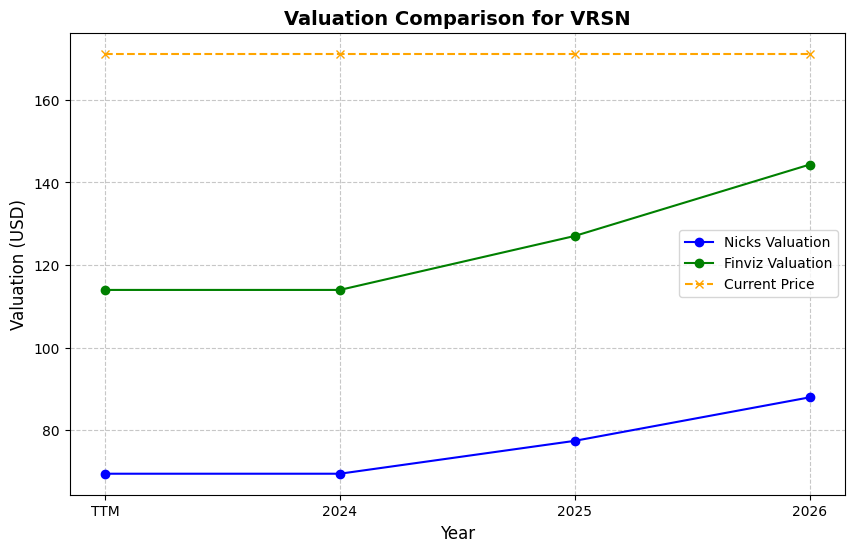 Valuation Comparison for VRSN
Valuation (USD)
160
140
120
100
80
Nicks Valuation
Finviz Valuation
Current Price
TTM
2024
2025
2026
Year